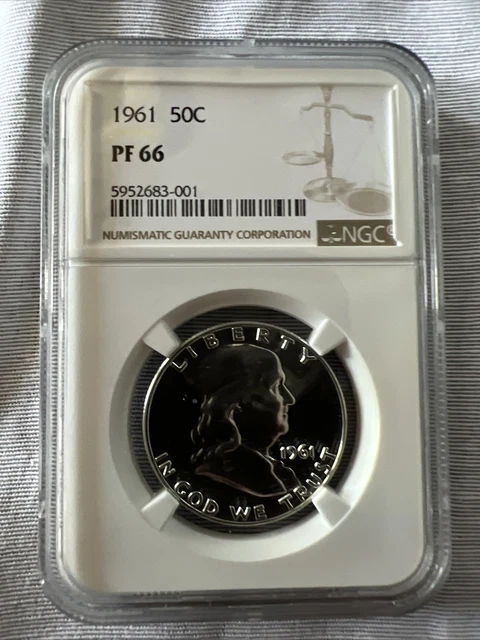 1961 50C
PF 66
5952683-001
NUMISMATIC GUARANTY CORPORATION NGC
LIBERTY
1961
IN GOD WE TRUST